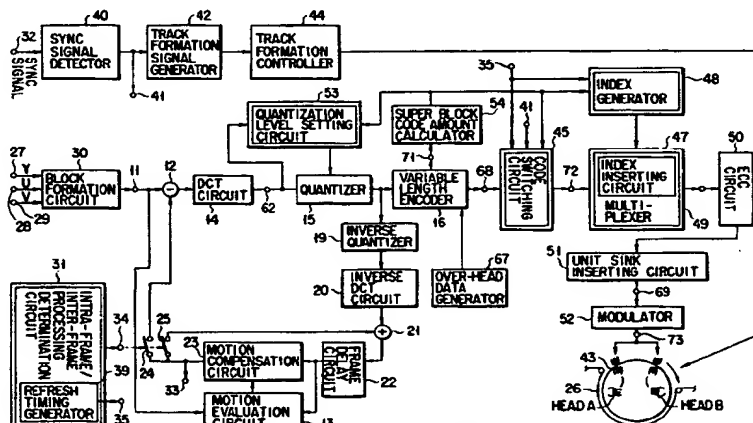 40
SYNC SIGNAL
DETECTOR
42
TRACK
FORMATION
SIGNAL
GENERATOR
44
TRACK
FORMATION
CONTROLLER
32
SYNC
SIGNAL
41
35
INDEX
GENERATOR
48
53
QUANTIZATION
LEVEL SETTING
CIRCUIT
SUPER BLOCK
CODE AMOUNT
CALCULATOR
54
41
45
CODE
SWITCHING
CIRCUIT
47
INDEX
INSERTING
CIRCUIT
MULTI-
PLEXER
49
50
ECC
CIRCUIT
27
Y
U
V
28
29
30
BLOCK
FORMATION
CIRCUIT
11
12
DCT
CIRCUIT
14
62
QUANTIZER
15
71
VARIABLE
LENGTH
ENCODER
16
68
72
19
INVERSE
QUANTIZER
67
OVER-HEAD
DATA
GENERATOR
51
UNIT SINK
INSERTING CIRCUIT
69
20
INVERSE
DCT
CIRCUIT
52
MODULATOR
73
31
INTRA-FRAME/
INTER-FRAME
PROCESSING
DETERMINATION
CIRCUIT
34
25
24
23
MOTION
COMPENSATION
CIRCUIT
21
FRAME
DELAY
CIRCUIT
22
33
39
REFRESH
TIMING
GENERATOR
35
MOTION
EVALUATION
CIRCUIT
13
43
26
HEAD A
HEAD B